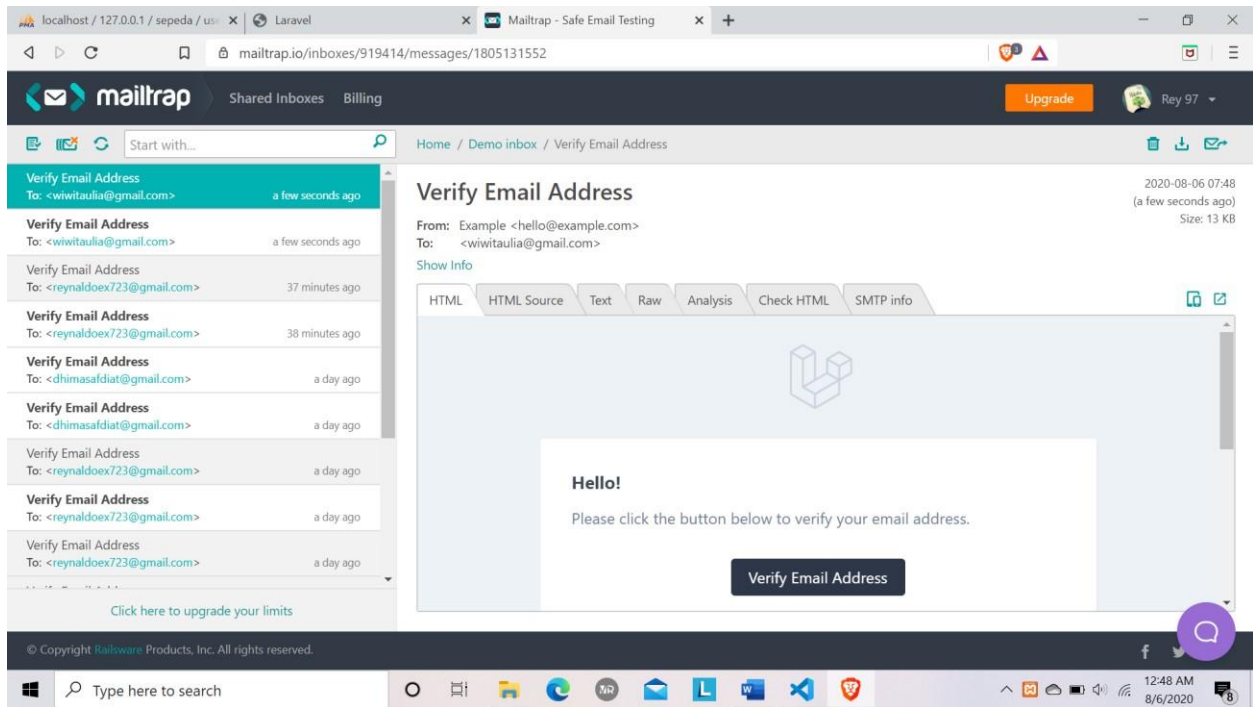 localhost / 127.0.0.1 / sepeda / us
Laravel
Mailtrap - Safe Email Testing
mailtrap.io/inboxes/919414/messages/1805131552
mailtrap
Shared Inboxes Billing
Upgrade
Rey 97
Start with...
Home / Demo inbox / Verify Email Address
Verify Email Address
To: <wiwitaulia@gmail.com> a few seconds ago
Verify Email Address
To: <wiwitaulia@gmail.com> a few seconds ago
Verify Email Address
To: <reynaldoex723@gmail.com> 37 minutes ago
Verify Email Address
To: <reynaldoex723@gmail.com> 38 minutes ago
Verify Email Address
To: <dhimasafdiat@gmail.com> a day ago
Verify Email Address
To: <dhimasafdiat@gmail.com> a day ago
Verify Email Address
To: <reynaldoex723@gmail.com> a day ago
Verify Email Address
To: <reynaldoex723@gmail.com> a day ago
Verify Email Address
To: <reynaldoex723@gmail.com> a day ago
Click here to upgrade your limits
Verify Email Address
2020-08-06 07:48
(a few seconds ago)
Size: 13 KB
From: Example <hello@example.com>
To: <wiwitaulia@gmail.com>
Show Info
HTML HTML Source Text Raw Analysis Check HTML SMTP info
Hello!
Please click the button below to verify your email address.
Verify Email Address
© Copyright Railsware Products, Inc. All rights reserved.
Type here to search
12:48 AM
8/6/2020